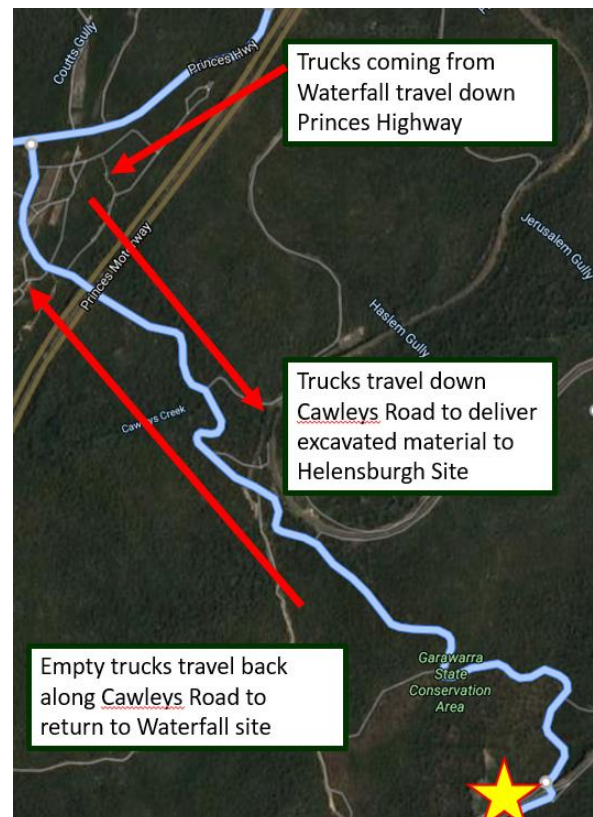 Coutts Gully
Princes Hwy
Trucks coming from
Waterfall travel down
Princes Highway
Princes Motorway
Jerusalem Gully
Haslem Gully
Cawleys Creek
Trucks travel down
Cawleys Road to deliver
excavated material to
Helensburgh Site
Empty trucks travel back
along Cawleys Road to
return to Waterfall site
Garawarra
State
Conservation
Area